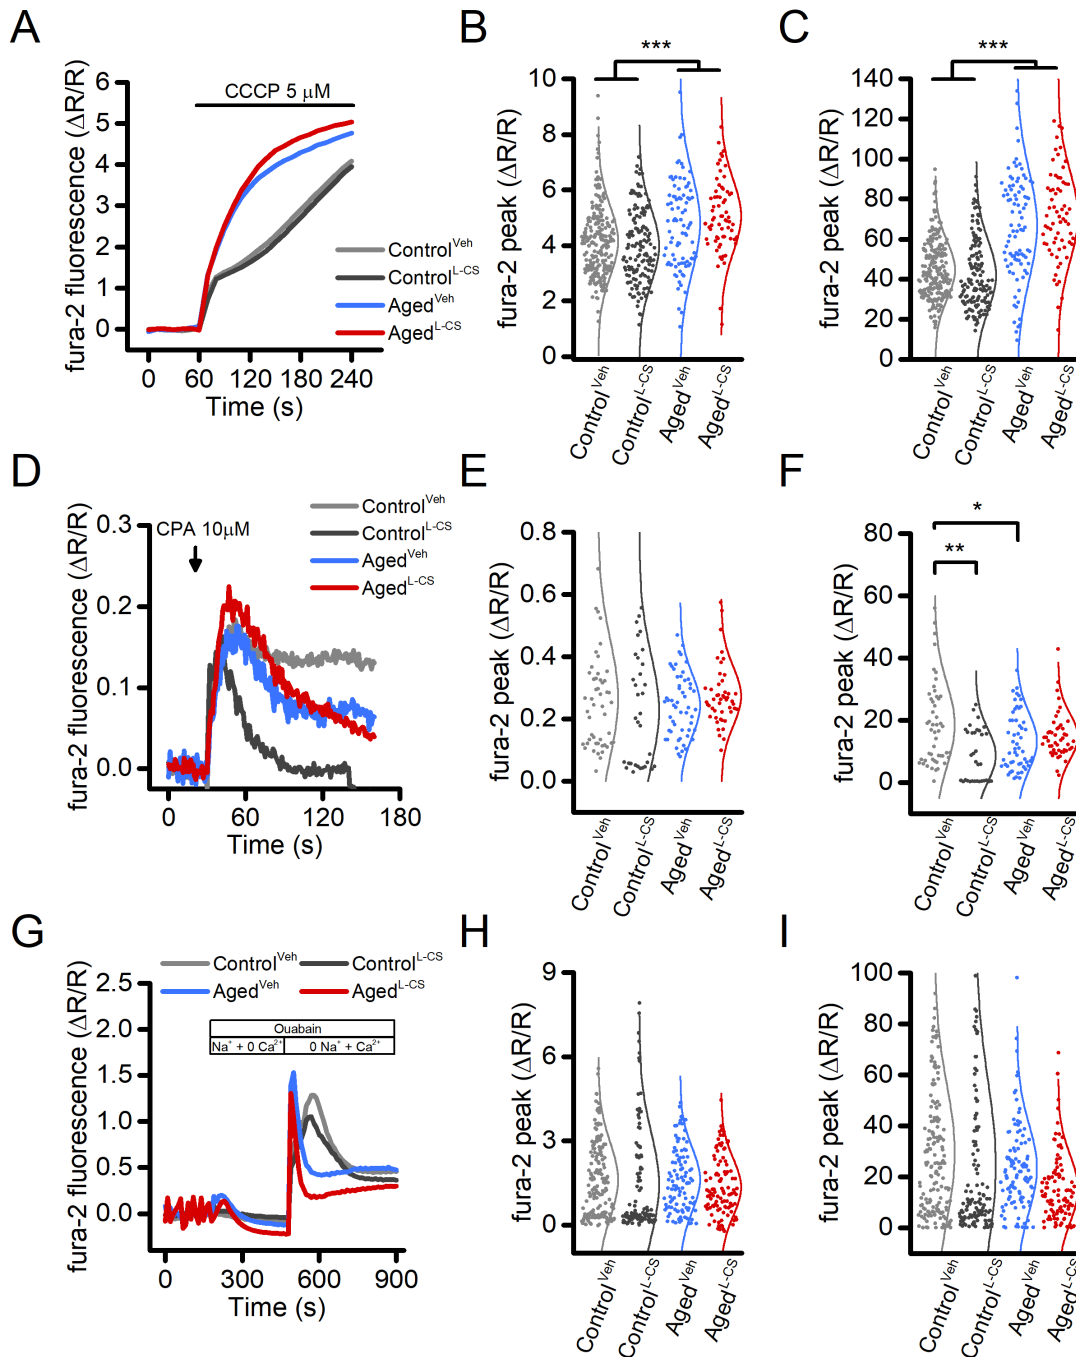 A
fura-2 fluorescence (ΔR/R)
6
5
4
3
2
1
0
CCCP 5 μM
Control^Veh
Control^L-CS
Aged^Veh
Aged^L-CS
0 60 120 180 240
Time (s)
B
***
fura-2 peak (ΔR/R)
10
8
6
4
2
0
Control^Veh Control^L-CS Aged^Veh Aged^L-CS
C
***
fura-2 peak (ΔR/R)
140
120
100
80
60
40
20
0
Control^Veh Control^L-CS Aged^Veh Aged^L-CS
D
Control^Veh
Control^L-CS
Aged^Veh
Aged^L-CS
CPA 10μM
fura-2 fluorescence (ΔR/R)
0.3
0.2
0.1
0.0
0 60 120 180
Time (s)
E
fura-2 peak (ΔR/R)
0.8
0.6
0.4
0.2
0.0
Control^Veh Control^L-CS Aged^Veh Aged^L-CS
F
*
**
fura-2 peak (ΔR/R)
80
60
40
20
0
Control^Veh Control^L-CS Aged^Veh Aged^L-CS
G
Control^Veh Control^L-CS
Aged^Veh Aged^L-CS
fura-2 fluorescence (ΔR/R)
2.5
2.0
1.5
1.0
0.5
0.0
Ouabain
Na⁺ + 0 Ca²⁺ 0 Na⁺ + Ca²⁺
0 300 600 900
Time (s)
H
fura-2 peak (ΔR/R)
9
6
3
0
Control^Veh Control^L-CS Aged^Veh Aged^L-CS
I
fura-2 peak (ΔR/R)
100
80
60
40
20
0
Control^Veh Control^L-CS Aged^Veh Aged^L-CS